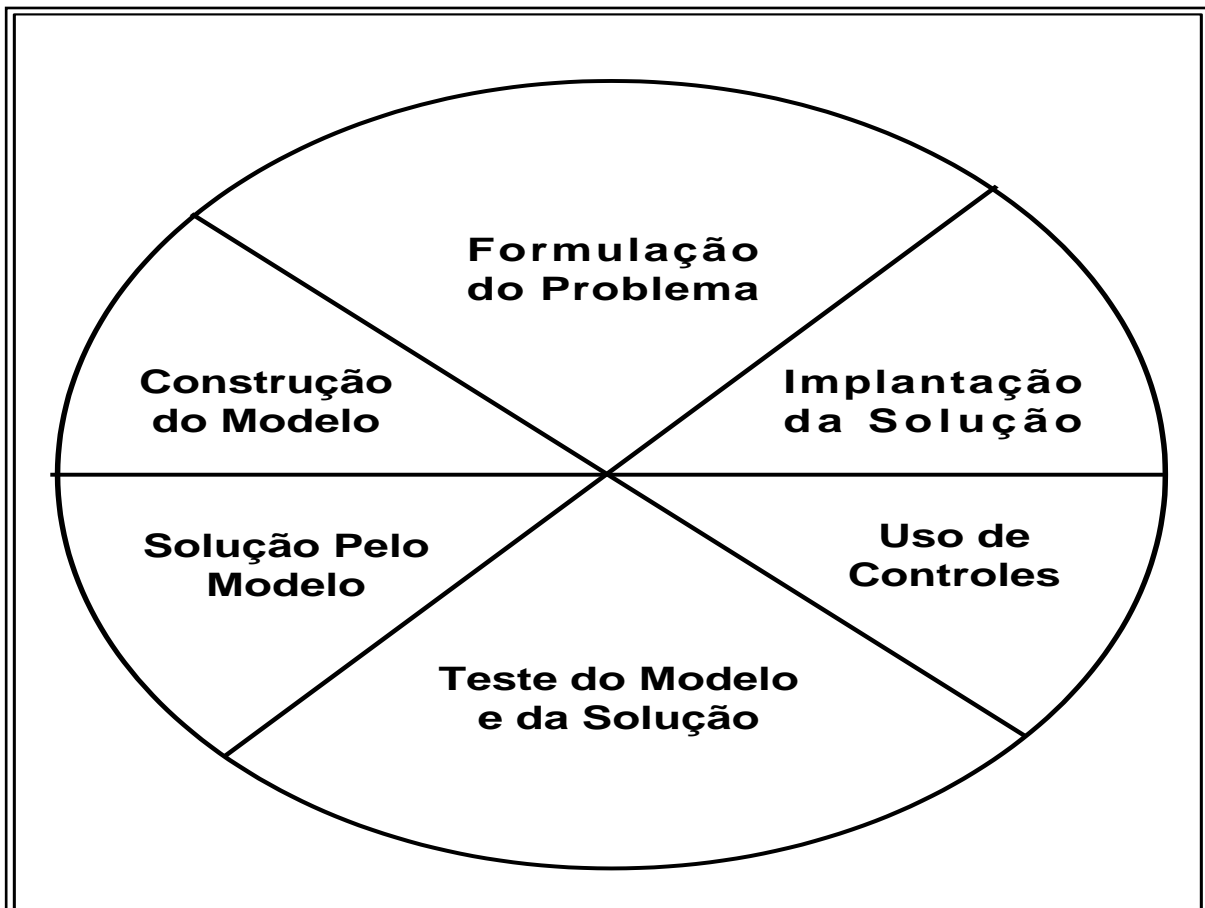 Formulação
do Problema
Construção
do Modelo
Implantação
da Solução
Solução Pelo
Modelo
Uso de
Controles
Teste do Modelo
e da Solução